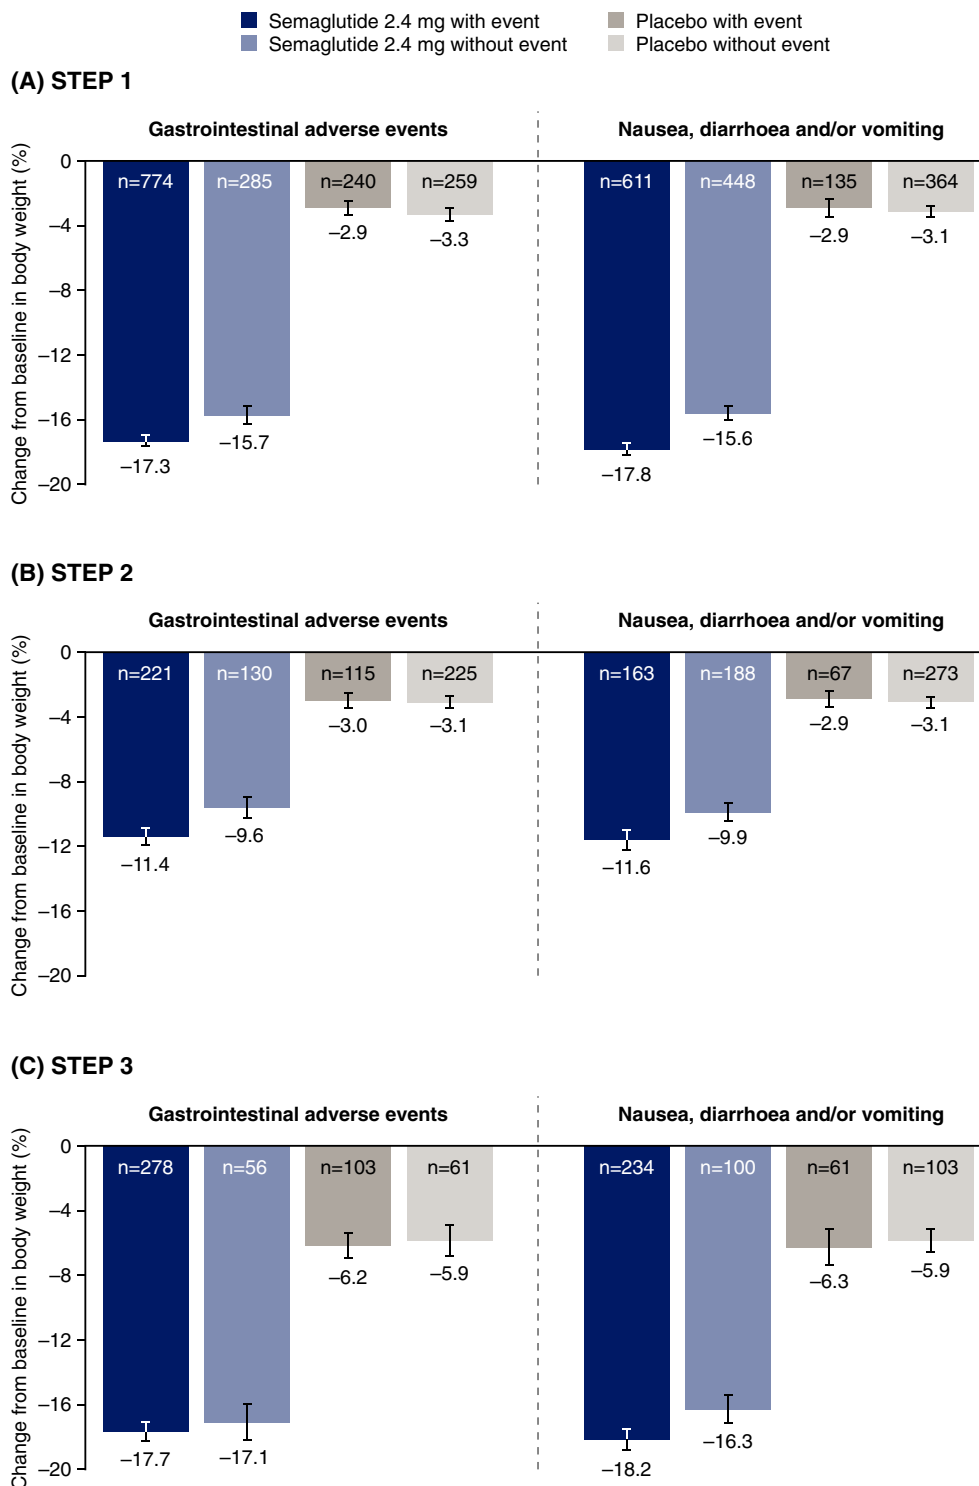 Semaglutide 2.4 mg with event
Placebo with event
Semaglutide 2.4 mg without event
Placebo without event
(A) STEP 1
Gastrointestinal adverse events
Nausea, diarrhoea and/or vomiting
Change from baseline in body weight (%)
0
–4
–8
–12
–16
–20
n=774
n=285
n=240
n=259
–17.3
–15.7
–2.9
–3.3
n=611
n=448
n=135
n=364
–17.8
–15.6
–2.9
–3.1
(B) STEP 2
Gastrointestinal adverse events
Nausea, diarrhoea and/or vomiting
Change from baseline in body weight (%)
0
–4
–8
–12
–16
–20
n=221
n=130
n=115
n=225
–11.4
–9.6
–3.0
–3.1
n=163
n=188
n=67
n=273
–11.6
–9.9
–2.9
–3.1
(C) STEP 3
Gastrointestinal adverse events
Nausea, diarrhoea and/or vomiting
Change from baseline in body weight (%)
0
–4
–8
–12
–16
–20
n=278
n=56
n=103
n=61
–17.7
–17.1
–6.2
–5.9
n=234
n=100
n=61
n=103
–18.2
–16.3
–6.3
–5.9